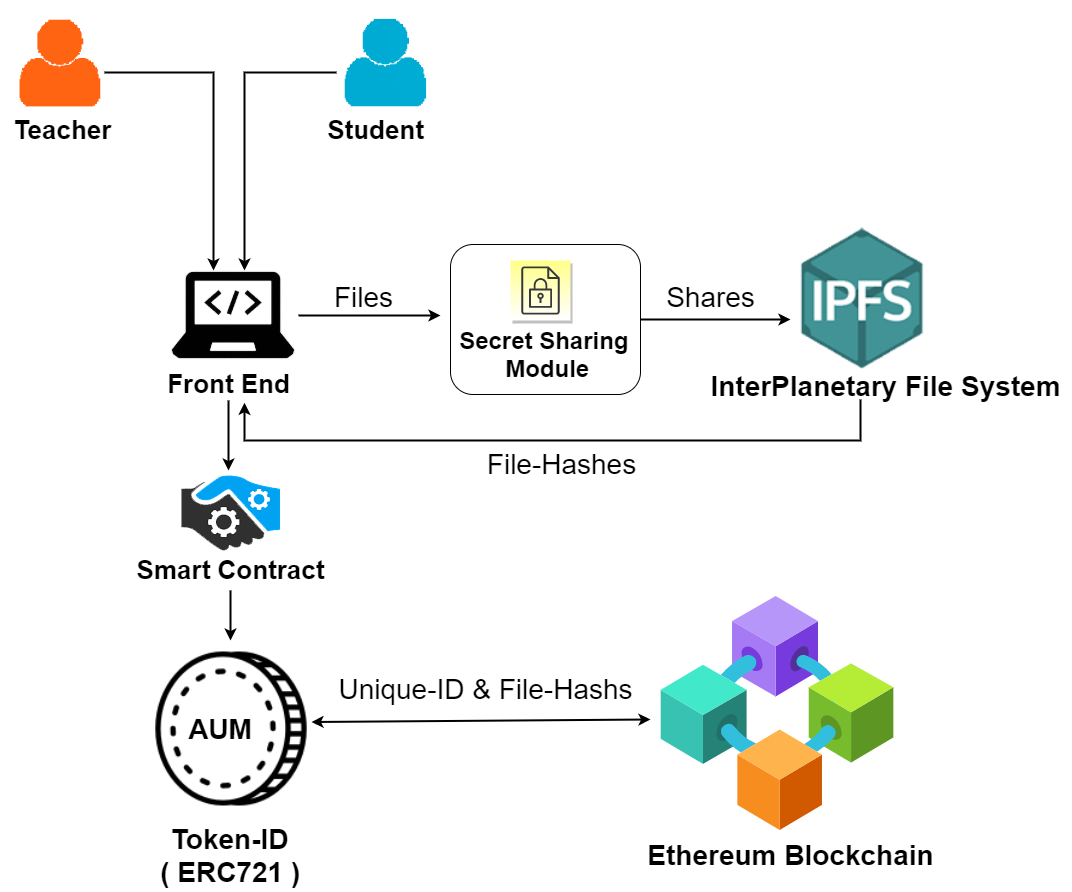 Teacher
Student
</>
Files
Shares
IPFS
Secret Sharing
Module
Front End
InterPlanetary File System
File-Hashes
Smart Contract
Unique-ID & File-Hashs
AUM
Token-ID
( ERC721 )
Ethereum Blockchain